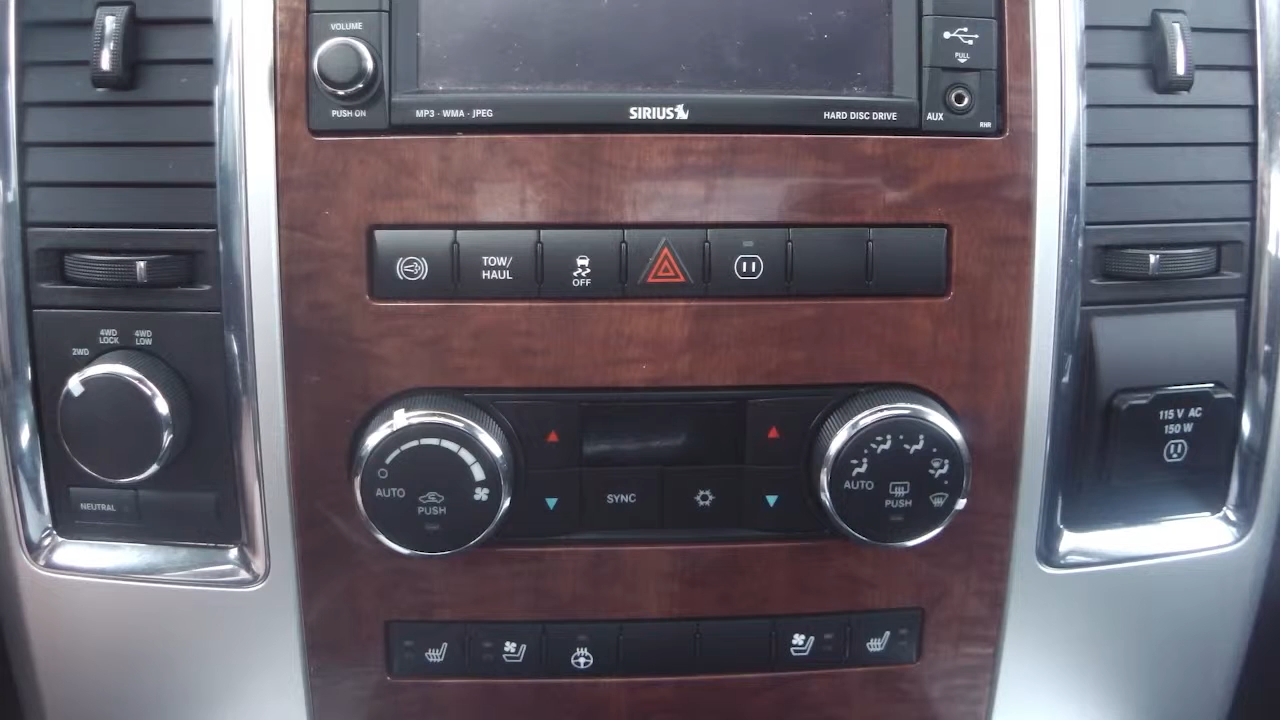 VOLUME
PUSH ON
MP3 · WMA · JPEG
SIRIUS
HARD DISC DRIVE
PULL
AUX
RHR
TOW/
HAUL
OFF
2WD
4WD
LOCK
4WD
LOW
NEUTRAL
AUTO
PUSH
SYNC
AUTO
PUSH
115 V AC
150 W